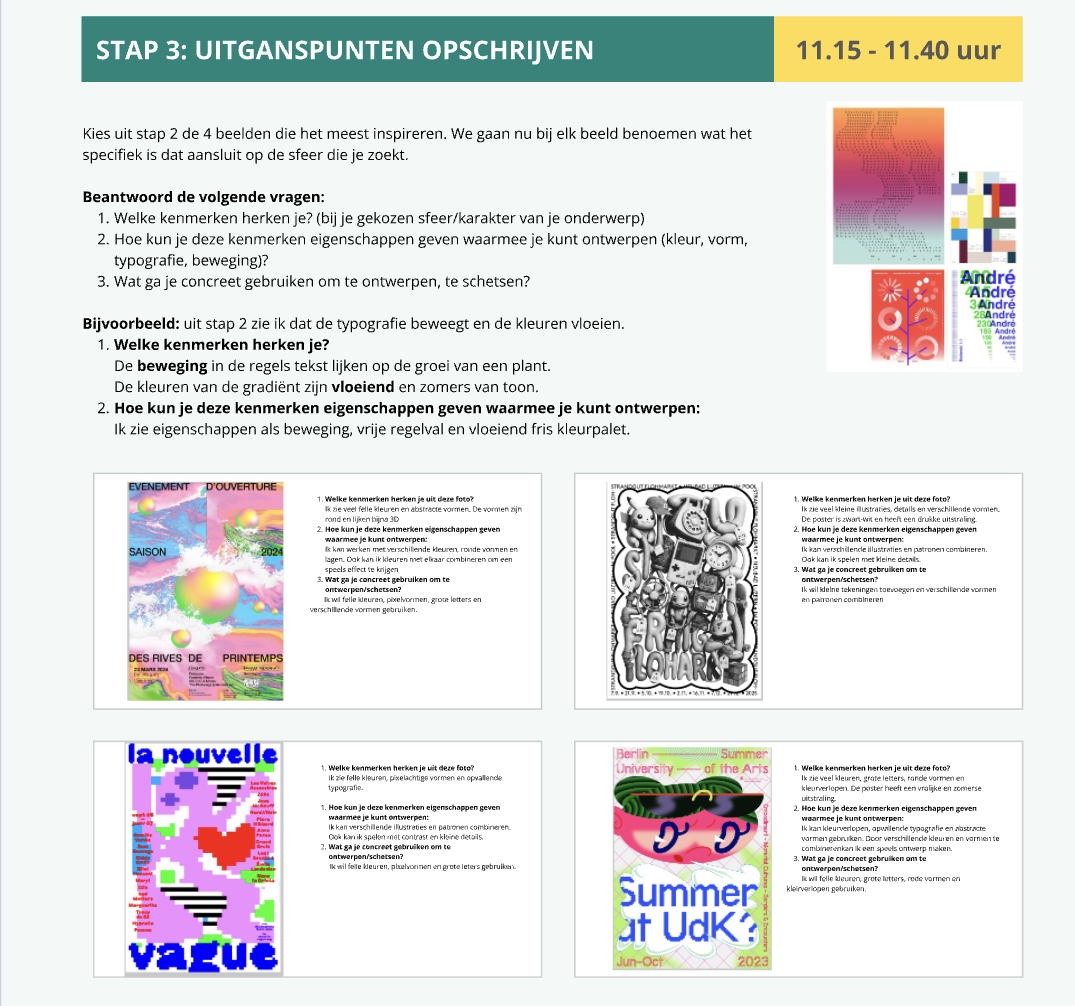 STAP 3: UITGANSPUNTEN OPSCHRIJVEN
11.15 - 11.40 uur
Kies uit stap 2 de 4 beelden die het meest inspireren. We gaan nu bij elk beeld benoemen wat het
specifiek is dat aansluit op de sfeer die je zoekt.
Beantwoord de volgende vragen:
1. Welke kenmerken herken je? (bij je gekozen sfeer/karakter van je onderwerp)
2. Hoe kun je deze kenmerken eigenschappen geven waarmee je kunt ontwerpen (kleur, vorm,
typografie, beweging)?
3. Wat ga je concreet gebruiken om te ontwerpen, te schetsen?
Bijvoorbeeld: uit stap 2 zie ik dat de typografie beweegt en de kleuren vloeien.
1. Welke kenmerken herken je?
De beweging in de regels tekst lijken op de groei van een plant.
De kleuren van de gradiënt zijn vloeiend en zomers van toon.
2. Hoe kun je deze kenmerken eigenschappen geven waarmee je kunt ontwerpen:
Ik zie eigenschappen als beweging, vrije regelval en vloeiend fris kleurpalet.
André
André
André
André
André
André
André
EVENEMENT D'OUVERTURE
SAISON 2024
DES RIVES DE PRINTEMPS
23 MARS 2024
1. Welke kenmerken herken je uit deze foto?
Ik zie veel felle kleuren en abstracte vormen. De vormen zijn
rond en lijken bijna 3D
2. Hoe kun je deze kenmerken eigenschappen geven
waarmee je kunt ontwerpen:
Ik kan werken met verschillende kleuren, ronde vormen en
lagen. Ook kan ik kleuren met elkaar combineren om een
speels effect te krijgen
3. Wat ga je concreet gebruiken om te
ontwerpen/schetsen?
Ik wil felle kleuren, pixelvormen, grote letters en
verschillende vormen gebruiken.
1. Welke kenmerken herken je uit deze foto?
Ik zie veel kleine illustraties, details en verschillende vormen.
De poster is zwart-wit en heeft een drukke uitstraling.
2. Hoe kun je deze kenmerken eigenschappen geven
waarmee je kunt ontwerpen:
Ik kan verschillende illustraties en patronen combineren.
Ook kan ik spelen met kleine details.
3. Wat ga je concreet gebruiken om te
ontwerpen/schetsen?
Ik wil kleine tekeningen toevoegen en verschillende vormen
en patronen combineren
la nouvelle
vague
1. Welke kenmerken herken je uit deze foto?
Ik zie felle kleuren, pixelachtige vormen en opvallende
typografie.
1. Hoe kun je deze kenmerken eigenschappen geven
waarmee je kunt ontwerpen:
Ik kan verschillende illustraties en patronen combineren.
Ook kan ik spelen met contrast en kleine details.
2. Wat ga je concreet gebruiken om te
ontwerpen/schetsen?
Ik wil felle kleuren, pixelvormen en grote leters gebruiken.
Berlin Summer
University of the Arts
Summer
at UdK?
Jun-Oct 2023
1. Welke kenmerken herken je uit deze foto?
Ik zie veel kleuren, grote letters, ronde vormen en
kleurverlopen. De poster heeft een vrolijke en zomerse
uitstraling.
2. Hoe kun je deze kenmerken eigenschappen geven
waarmee je kunt ontwerpen:
Ik kan kleurverlopen, opvallende typografie en abstracte
vormen gebruiken. Door verschillende kleuren en vormen te
combineren kan ik een speels ontwerp maken.
3. Wat ga je concreet gebruiken om te
ontwerpen/schetsen?
Ik wil felle kleuren, grote letters, rode vormen en
kleirverlopen gebruiken.